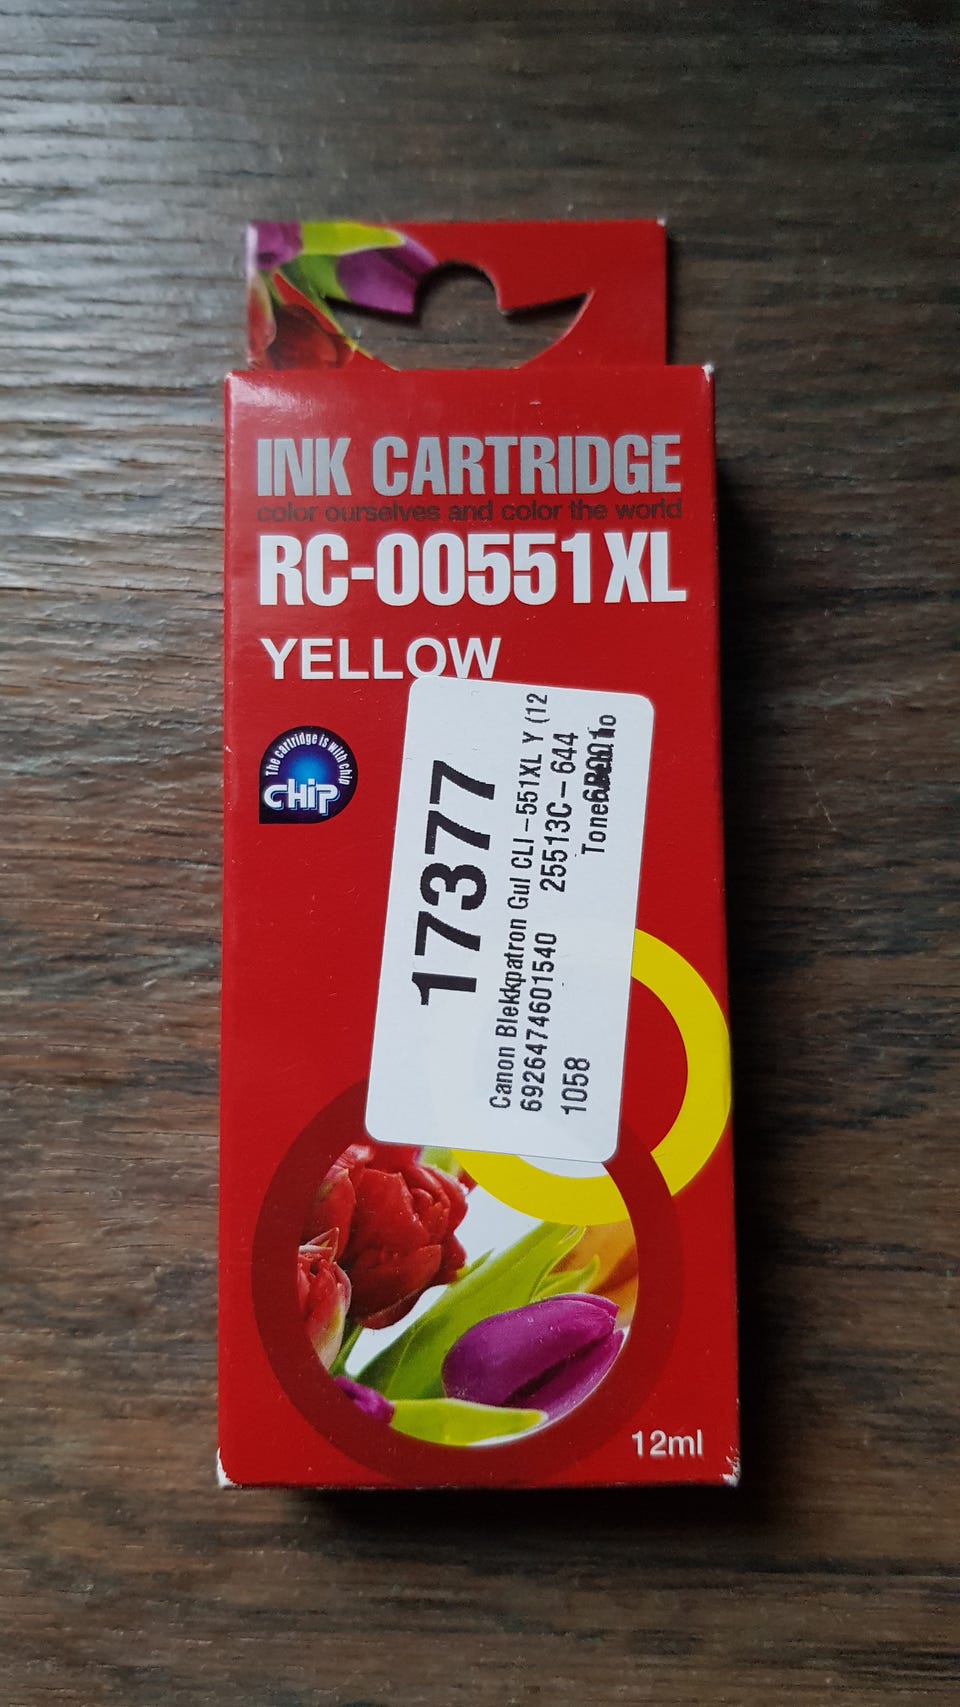 INK CARTRIDGE
color ourselves and color the world
RC-00551XL
YELLOW
The cartridge is with chip
CHiP
17377
Canon Blekkpatron Gul CLI-551XL Y (12
6926474601540 25513C-644
1058
12ml